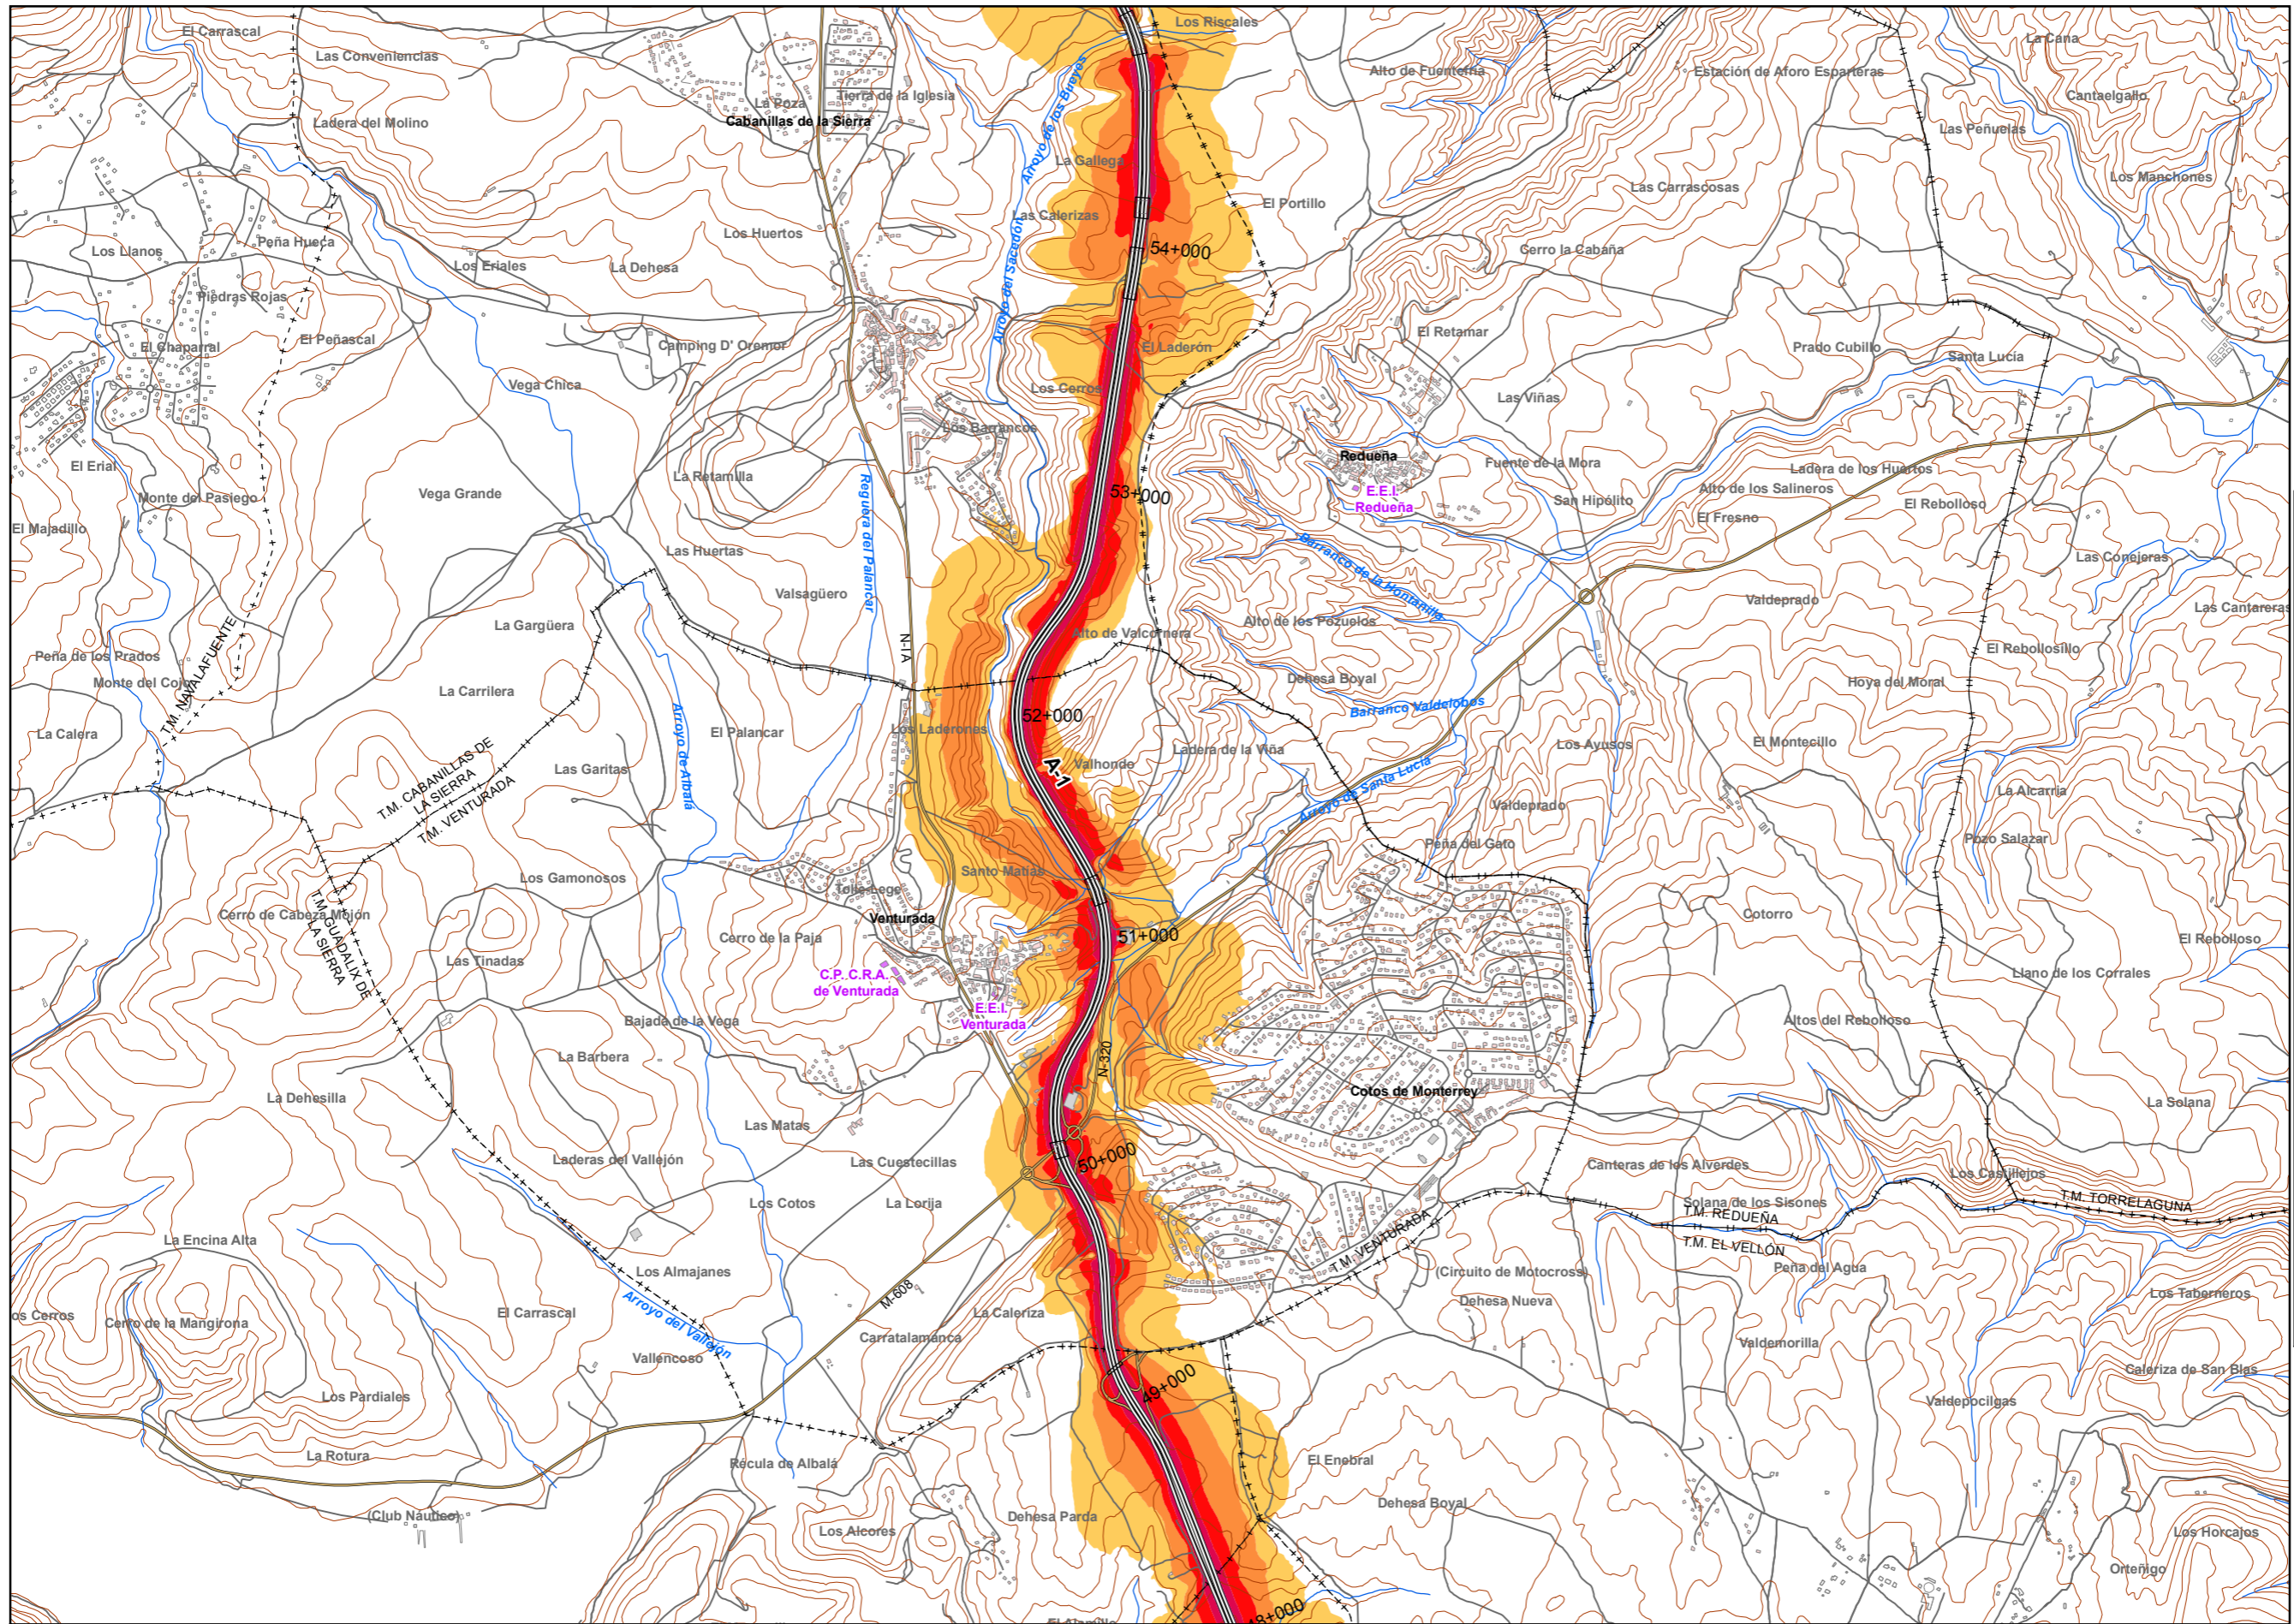 Los Riscales
El Carrascal
La Cana
Las Conveniencias
Alto de Fuentefría
Estación de Aforo Esparteras
Tierra de la Iglesia
La Poza
Cantaelgallo
Cabanillas de la Sierra
Ladera del Molino
Arroyo de los Bueyes
Las Peñuelas
La Gallega
Los Manchones
Las Carrascosas
El Portillo
Las Calerizas
Los Huertos
Peña Hueca
Los Llanos
54+000
Cerro la Cabaña
Los Eriales
La Dehesa
Arroyo del Sacedón
Piedras Rojas
El Retamar
El Peñascal
El Chaparral
Camping D' Oremor
El Laderón
Prado Cubillo
Santa Lucía
Vega Chica
Los Cerros
Las Viñas
Los Barrancos
Redueña
El Erial
Fuente de la Mora
Ladera de los Huertos
La Retamilla
Vega Grande
Monte del Pasiego
53+000
E.E.I.
Redueña
Alto de los Salineros
San Hipólito
El Rebolloso
El Fresno
El Majadillo
Reguera del Palancar
Las Huertas
Barranco de la Hontanilla
Las Conejeras
Valsagüero
Valdeprado
Las Cantareras
La Gargüera
Alto de los Pozuelos
Alto de Valcornera
N-1A
T.M. NAVALAFUENTE
Peña de los Prados
El Rebollosillo
Monte del Cojo
Dehesa Boyal
Hoya del Moral
La Carrilera
Barranco Valdelobos
52+000
La Calera
El Palancar
Los Laderones
Arroyo de Albalá
Los Ayusos
El Montecillo
Ladera de la Viña
T.M. CABANILLAS DE
LA SIERRA
T.M. VENTURADA
Las Garitas
Valhondo
A-1
Arroyo de Santa Lucía
La Alcarria
Valdeprado
Pozo Salazar
Peña del Gato
Santo Matías
Los Gamonosos
Tolle-Lege
Cerro de Cabeza Mojón
Venturada
Cotorro
T.M. GUADALIX DE
LA SIERRA
Cerro de la Paja
51+000
El Rebolloso
Las Tinadas
C.P. C.R.A.
de Venturada
Llano de los Corrales
E.E.I.
Venturada
Bajada de la Vega
Altos del Rebolloso
La Barbera
N-320
Cotos de Monterrey
La Dehesilla
La Solana
Las Matas
50+000
Laderas del Vallejón
Las Cuestecillas
Canteras de los Alverdes
Los Castillejos
Los Cotos
La Lorija
Solana de los Sisones
T.M. TORRELAGUNA
T.M. REDUEÑA
T.M. VENTURADA
T.M. EL VELLÓN
La Encina Alta
Los Almajanes
(Circuito de Motocross)
Peña del Agua
M-608
Los Taberneros
Dehesa Nueva
El Carrascal
La Caleriza
os Cerros
Cerro de la Mangirona
Arroyo del Vallejón
Carratalamanca
Valdemorilla
Vallencoso
Caleriza de San Blas
49+000
Los Pardiales
Valdepocilgas
La Rotura
Récula de Albalá
El Enebral
Dehesa Boyal
(Club Náutico)
Dehesa Parda
Los Alcores
Los Horcajos
Orteñigo
48+000